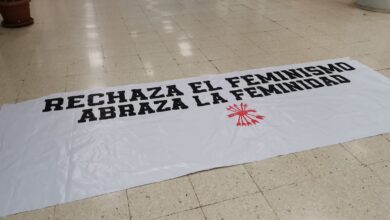 RECHAZA EL FEMINISMO
ABRAZA LA FEMINIDAD